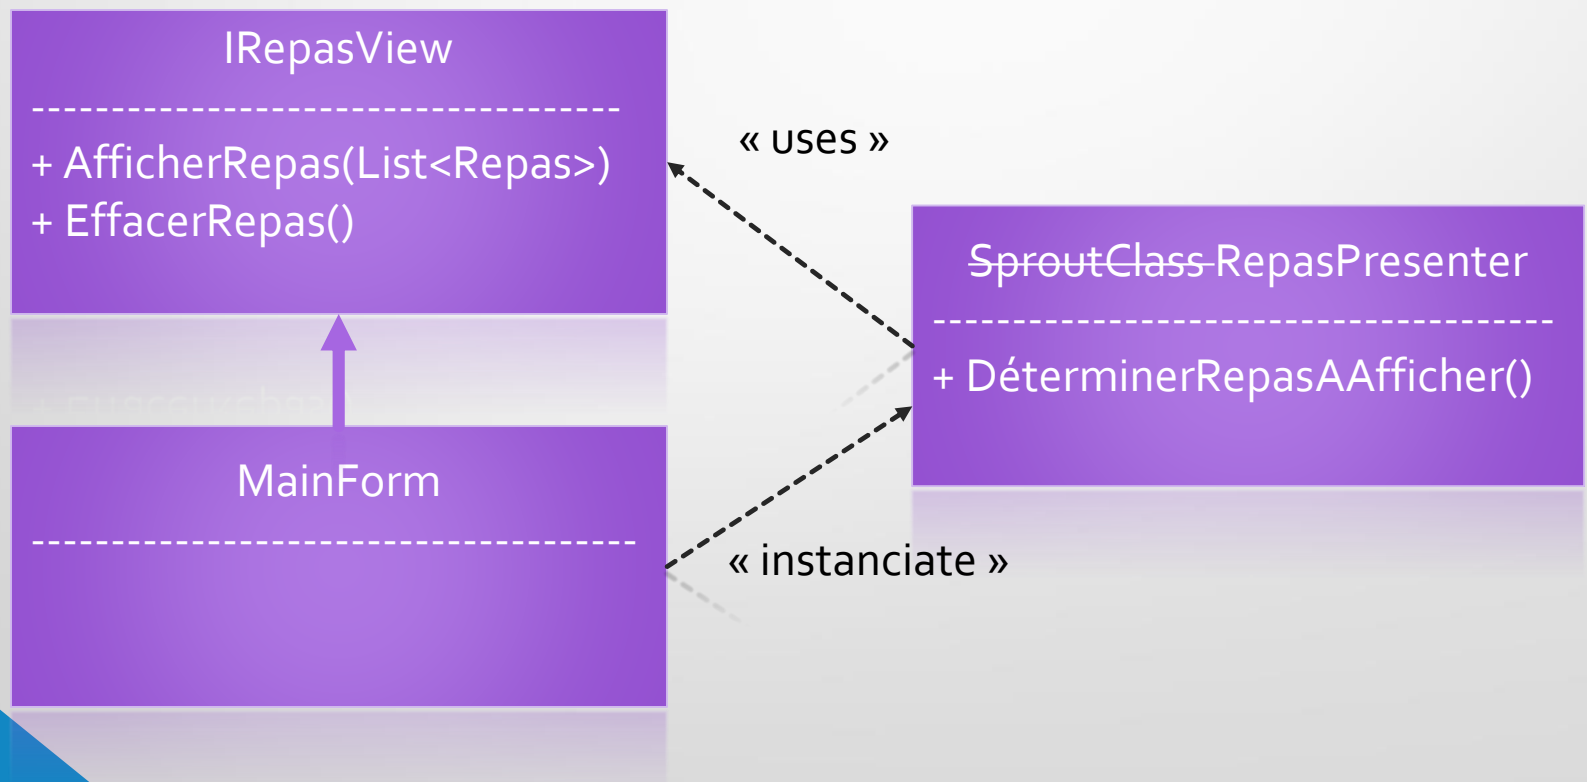 IRepasView
-------------------------------------
+ AfficherRepas(List<Repas>)
+ EffacerRepas()
« uses »
SproutClass RepasPresenter
---------------------------------------
+ DéterminerRepasAAfficher()
MainForm
--------------------------------------
« instanciate »